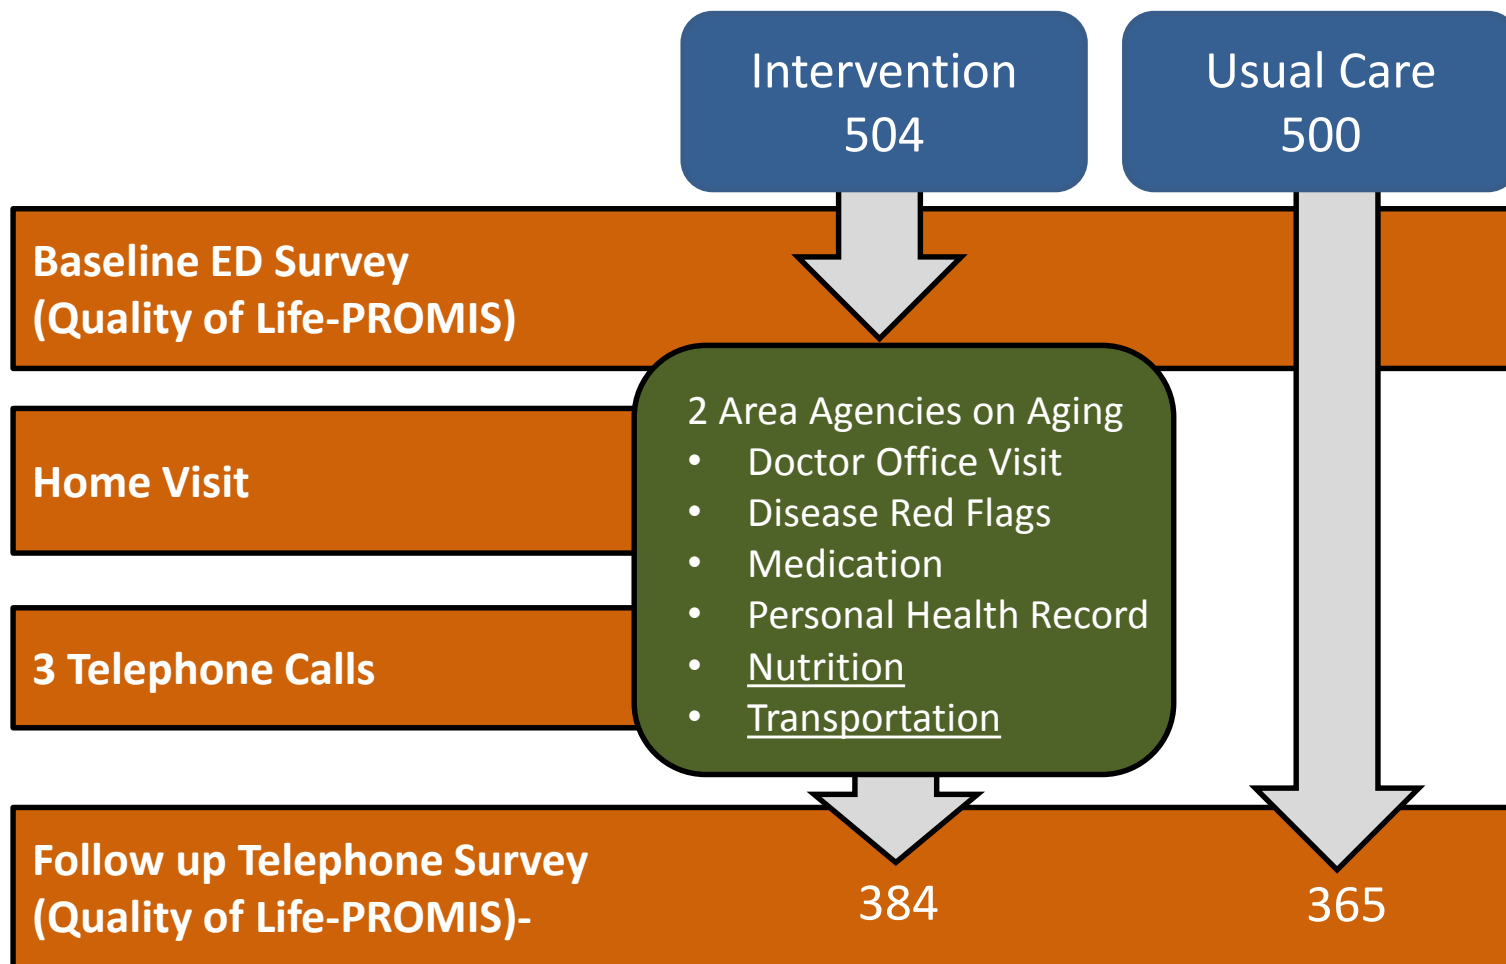 Intervention
504
Usual Care
500
Baseline ED Survey
(Quality of Life-PROMIS)
2 Area Agencies on Aging
• Doctor Office Visit
• Disease Red Flags
• Medication
• Personal Health Record
• Nutrition
• Transportation
Home Visit
3 Telephone Calls
Follow up Telephone Survey
(Quality of Life-PROMIS)-
384
365